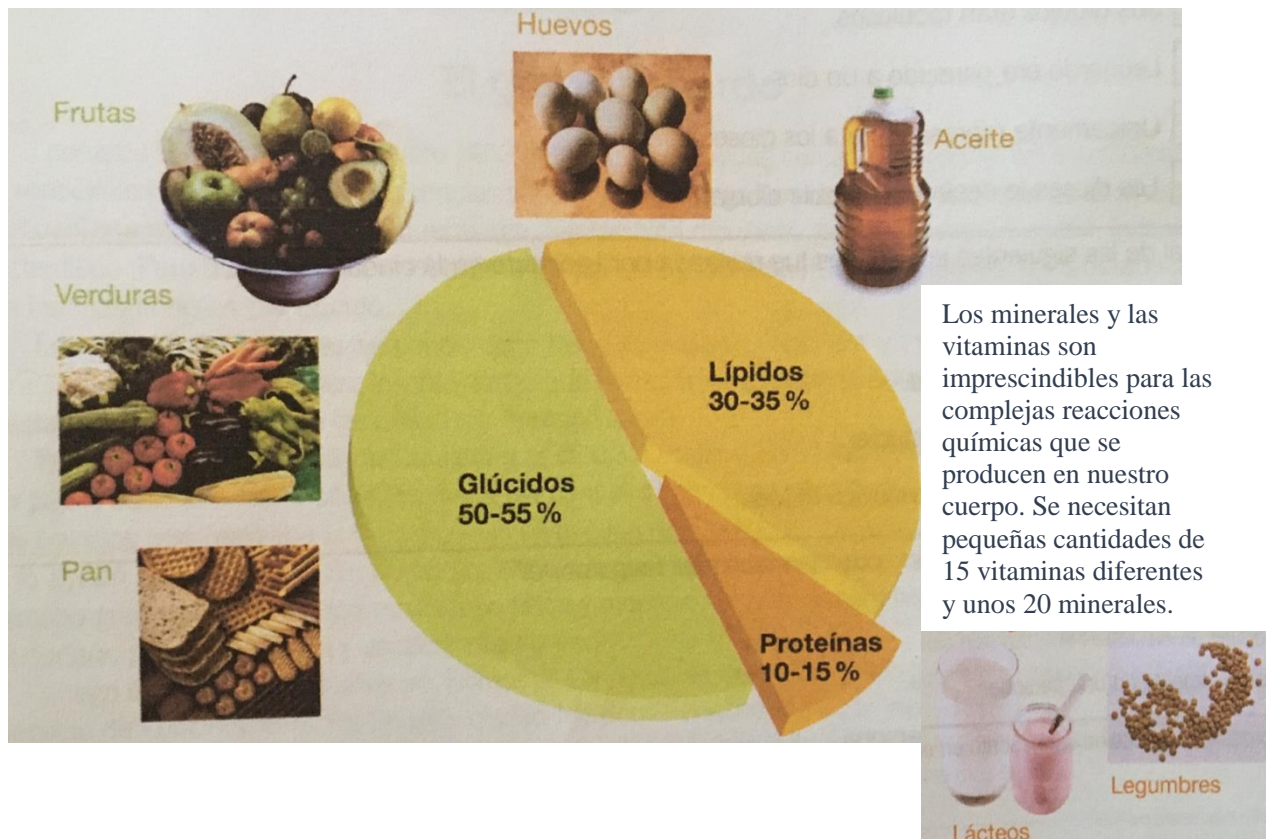 Huevos
Frutas
Aceite
Verduras
Lípidos
30-35 %
Glúcidos
50-55 %
Pan
Proteínas
10-15 %
Los minerales y las
vitaminas son
imprescindibles para las
complejas reacciones
químicas que se
producen en nuestro
cuerpo. Se necesitan
pequeñas cantidades de
15 vitaminas diferentes
y unos 20 minerales.
Legumbres
Lácteos